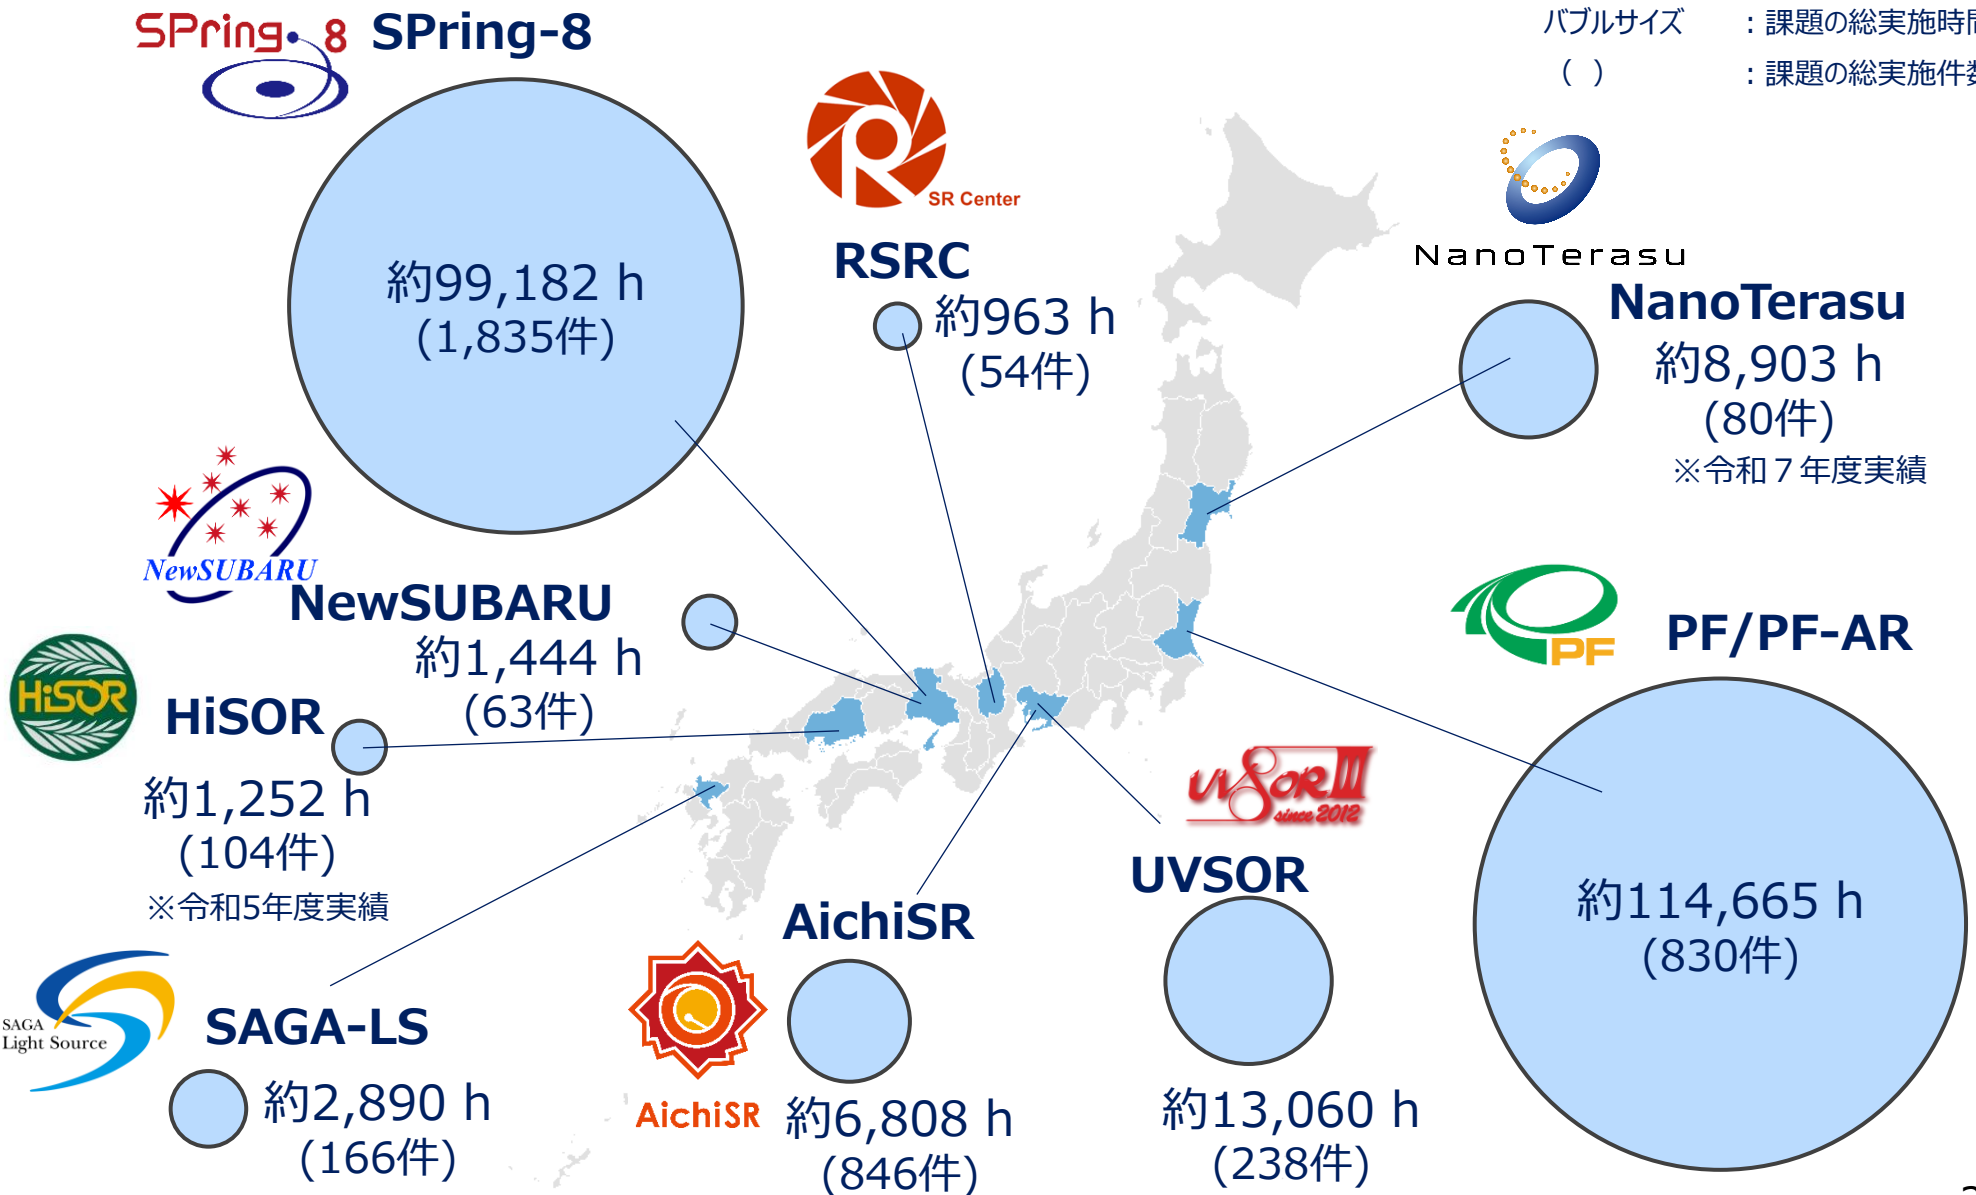 SPring-8
SPring-8
バブルサイズ ：課題の総実施時間
（ ） ：課題の総実施件数
約99,182 h
(1,835件)
SR Center
RSRC
約963 h
(54件)
NanoTerasu
NanoTerasu
約8,903 h
(80件)
※令和７年度実績
NewSUBARU
NewSUBARU
約1,444 h
(63件)
HiSOR
HiSOR
約1,252 h
(104件)
※令和5年度実績
PF
PF/PF-AR
約114,665 h
(830件)
UVSOR III
since 2012
UVSOR
約13,060 h
(238件)
AichiSR
AichiSR
約6,808 h
(846件)
SAGA
Light Source
SAGA-LS
約2,890 h
(166件)